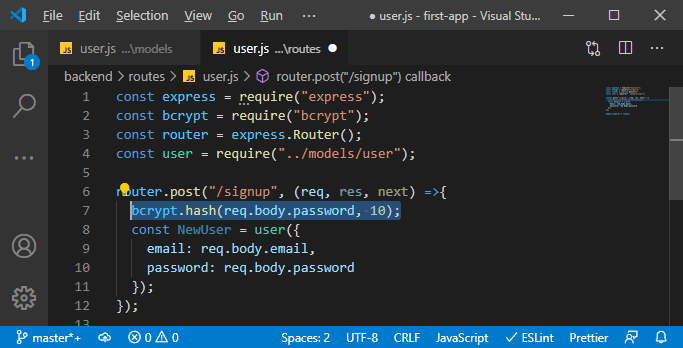 File Edit Selection View Go Run ··· ● user.js - first-app - Visual Stu...
JS user.js ...\models JS user.js ...\routes ●
backend > routes > JS user.js > router.post("/signup") callback
1 const express = require("express");
2 const bcrypt = require("bcrypt");
3 const router = express.Router();
4 const user = require("../models/user");
5
6 router.post("/signup", (req, res, next) =>{
7 bcrypt.hash(req.body.password, 10);
8 const NewUser = user({
9 email: req.body.email,
10 password: req.body.password
11 });
12 });
13
1
master*+ 0 0 Spaces: 2 UTF-8 CRLF JavaScript ESLint Prettier